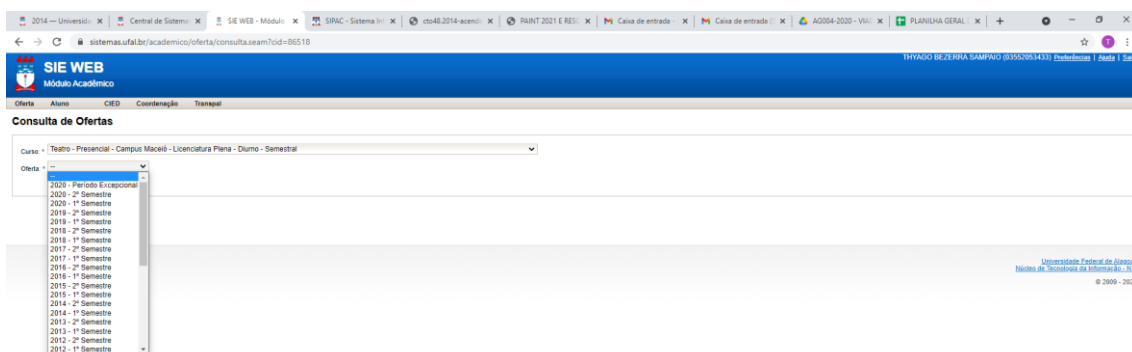 2014 — Universida
Central de Sistema
SIE WEB - Módulo
SIPAC - Sistema Int
cto48.2014-acend
PAINT 2021 E RES
Caixa de entrada
Caixa de entrada
AG004-2020 - VIA
PLANILHA GERAL
sistemas.ufal.br/academico/oferta/consulta.seam?cid=86518
T
THYAGO BEZERRA SAMPAIO (03552053433) Preferências | Ajuda | Sai
SIE WEB
Módulo Acadêmico
Oferta Aluno CIED Coordenação Transpal
Consulta de Ofertas
Curso: * Teatro - Presencial - Campus Maceió - Licenciatura Plena - Diurno - Semestral
Oferta: * --
--
2020 - Período Excepcional
2020 - 2º Semestre
2020 - 1º Semestre
2019 - 2º Semestre
2019 - 1º Semestre
2018 - 2º Semestre
2018 - 1º Semestre
2017 - 2º Semestre
2017 - 1º Semestre
2016 - 2º Semestre
2016 - 1º Semestre
2015 - 2º Semestre
2015 - 1º Semestre
2014 - 2º Semestre
2014 - 1º Semestre
2013 - 2º Semestre
2013 - 1º Semestre
2012 - 2º Semestre
2012 - 1º Semestre
Universidade Federal de Alagoa
Núcleo de Tecnologia da Informação - N
© 2009 - 202